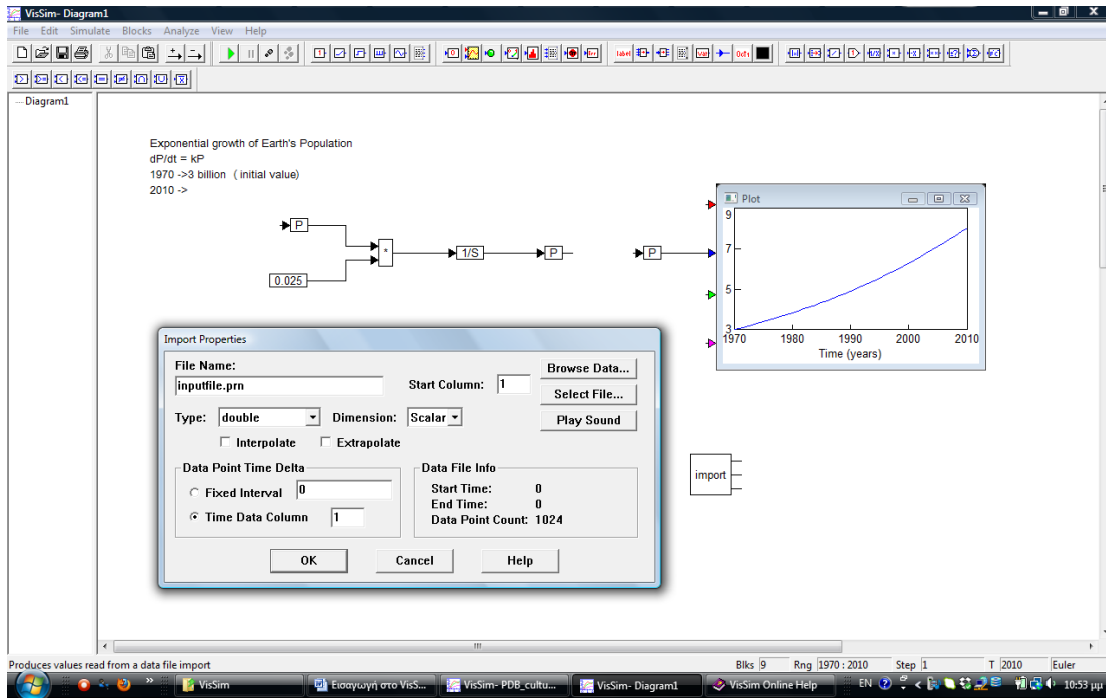 VisSim- Diagram1
File Edit Simulate Blocks Analyze View Help
Diagram1
Exponential growth of Earth's Population
dP/dt = kP
1970 ->3 billion ( initial value)
2010 ->
P
*
1/S
P
P
0.025
Plot
9
7
5
3
1970 1980 1990 2000 2010
Time (years)
Import Properties
File Name:
inputfile.prn
Start Column: 1
Browse Data...
Select File...
Play Sound
Type: double Dimension: Scalar
Interpolate Extrapolate
Data Point Time Delta
Fixed Interval 0
Time Data Column 1
Data File Info
Start Time: 0
End Time: 0
Data Point Count: 1024
OK Cancel Help
import
Produces values read from a data file import
Blks 9 Rng 1970 : 2010 Step 1 T 2010 Euler
VisSim
Εισαγωγή στο VisS...
VisSim- PDB_cultu...
VisSim- Diagram1
VisSim Online Help
EN
10:53 μμ